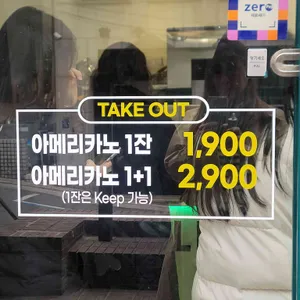 zero
TAKE OUT
아메리카노 1잔 1,900
아메리카노 1+1 2,900
(1잔은 Keep 가능)